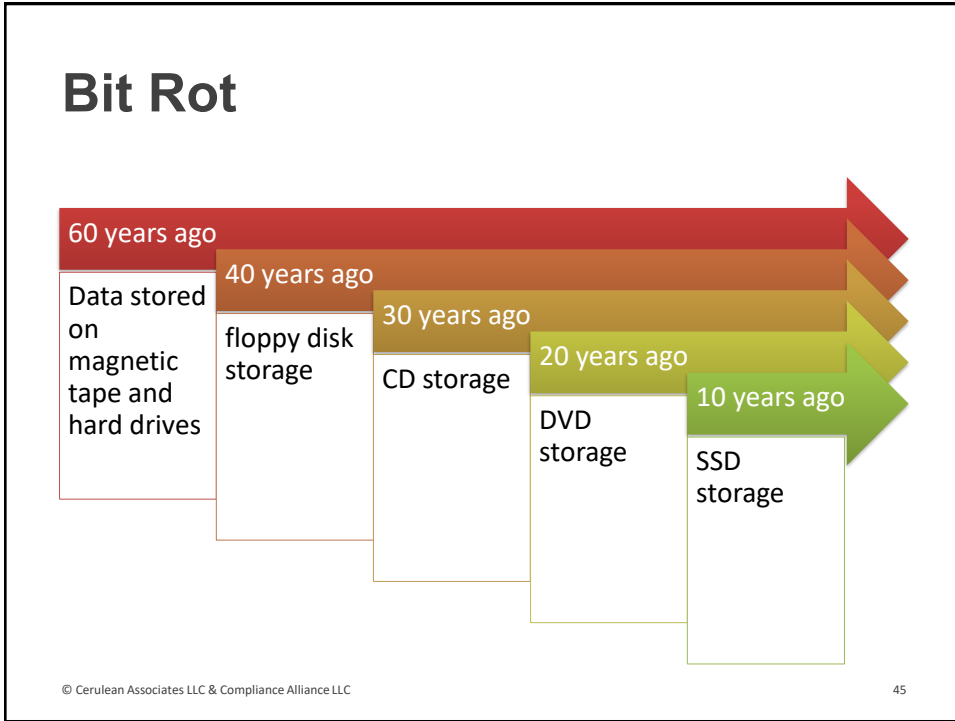 Bit Rot
60 years ago
Data stored
on
magnetic
tape and
hard drives
40 years ago
floppy disk
storage
30 years ago
CD storage
20 years ago
DVD
storage
10 years ago
SSD
storage
© Cerulean Associates LLC & Compliance Alliance LLC
45